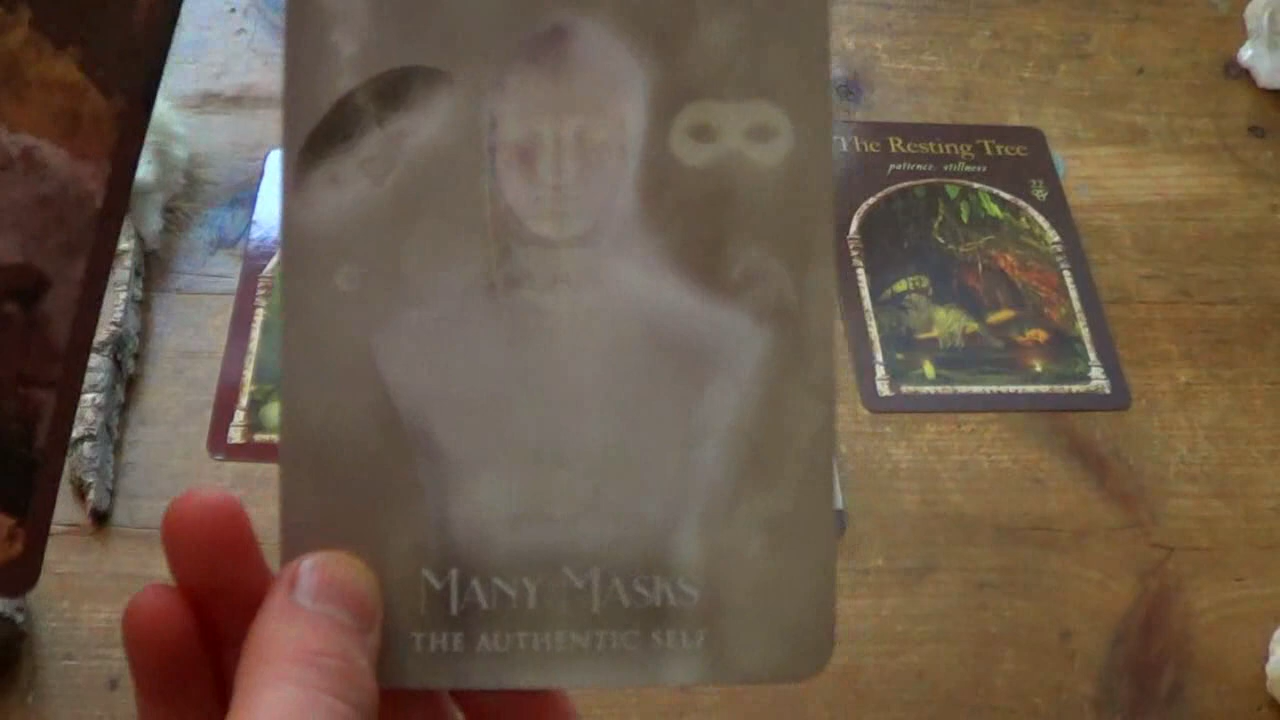 Many Masks
The Authentic Self
The Resting Tree
patience, stillness